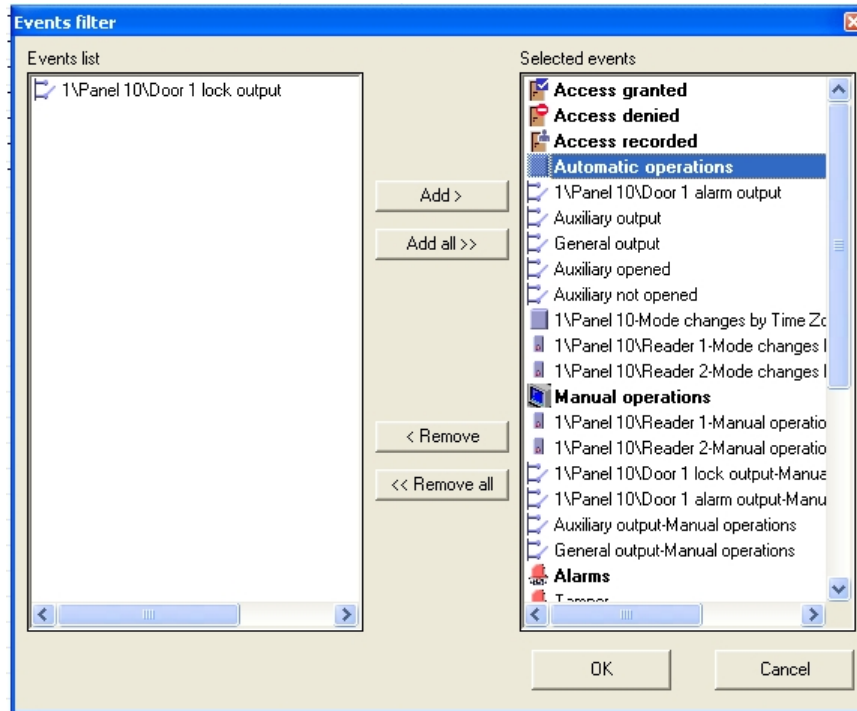 Events filter
Events list
1\Panel 10\Door 1 lock output
Add >
Add all >>
< Remove
<< Remove all
Selected events
Access granted
Access denied
Access recorded
Automatic operations
1\Panel 10\Door 1 alarm output
Auxiliary output
General output
Auxiliary opened
Auxiliary not opened
1\Panel 10-Mode changes by Time Zo
1\Panel 10\Reader 1-Mode changes
1\Panel 10\Reader 2-Mode changes
Manual operations
1\Panel 10\Reader 1-Manual operatio
1\Panel 10\Reader 2-Manual operatio
1\Panel 10\Door 1 lock output-Manua
1\Panel 10\Door 1 alarm output-Manu
Auxiliary output-Manual operations
General output-Manual operations
Alarms
Tamper
OK
Cancel